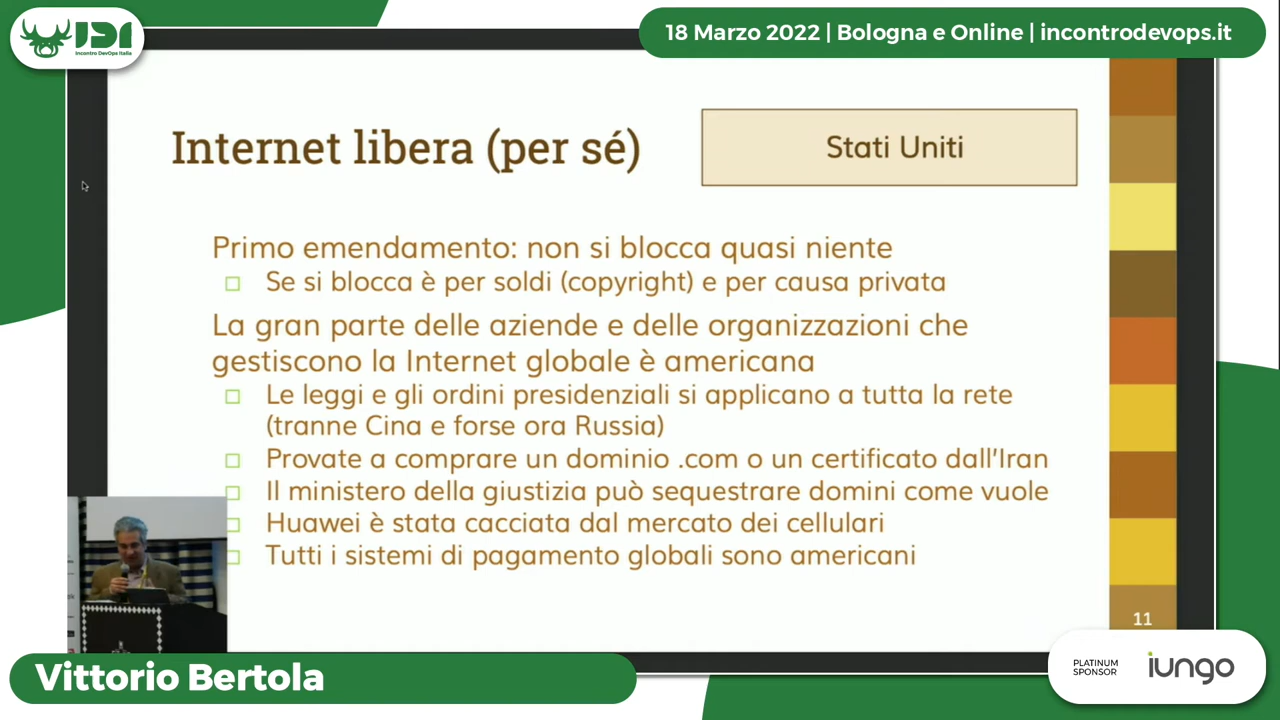 JDI
Incontro DevOps Italia
18 Marzo 2022 | Bologna e Online | incontrodevops.it
Internet libera (per sé)
Stati Uniti
Primo emendamento: non si blocca quasi niente
Se si blocca è per soldi (copyright) e per causa privata
La gran parte delle aziende e delle organizzazioni che
gestiscono la Internet globale è americana
Le leggi e gli ordini presidenziali si applicano a tutta la rete
(tranne Cina e forse ora Russia)
Provate a comprare un dominio .com o un certificato dall'Iran
Il ministero della giustizia può sequestrare domini come vuole
Huawei è stata cacciata dal mercato dei cellulari
Tutti i sistemi di pagamento globali sono americani
11
Vittorio Bertola
PLATINUM
SPONSOR
iungo